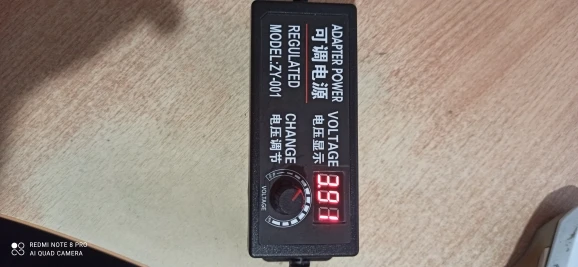 ADAPTER POWER
可调电源
REGULATED
MODEL:ZY-001
VOLTAGE
电压显示
CHANGE
电压调节
VOLTAGE
REDMI NOTE 8 PRO
AI QUAD CAMERA